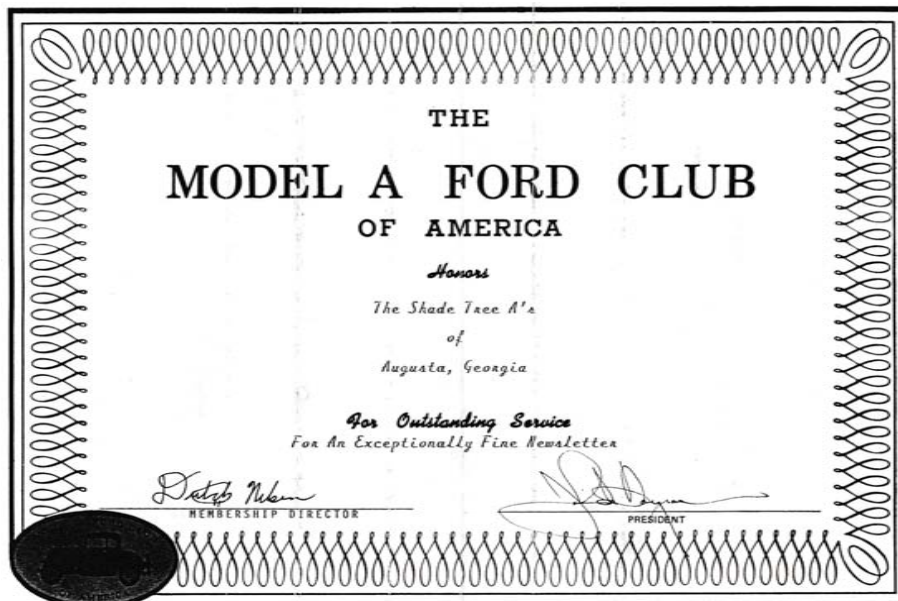 THE
MODEL A FORD CLUB
OF AMERICA
Honors
The Shade Tree A's
of
Augusta, Georgia
For Outstanding Service
For An Exceptionally Fine Newsletter
MEMBERSHIP DIRECTOR
PRESIDENT